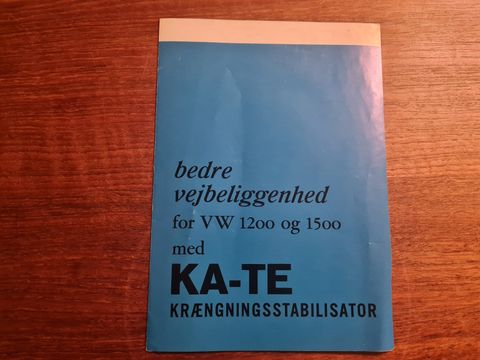 bedre
vejbeliggenhed
for VW 1200 og 1500
med
KA-TE
KRÆNGNINGSSTABILISATOR